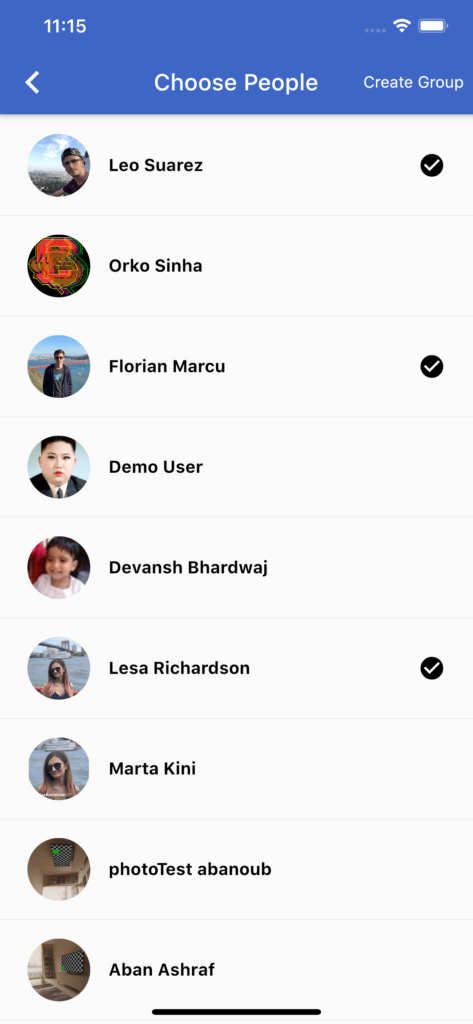 11:15
Choose People
Create Group
Leo Suarez
Orko Sinha
Florian Marcu
Demo User
Devansh Bhardwaj
Lesa Richardson
Marta Kini
photoTest abanoub
Aban Ashraf